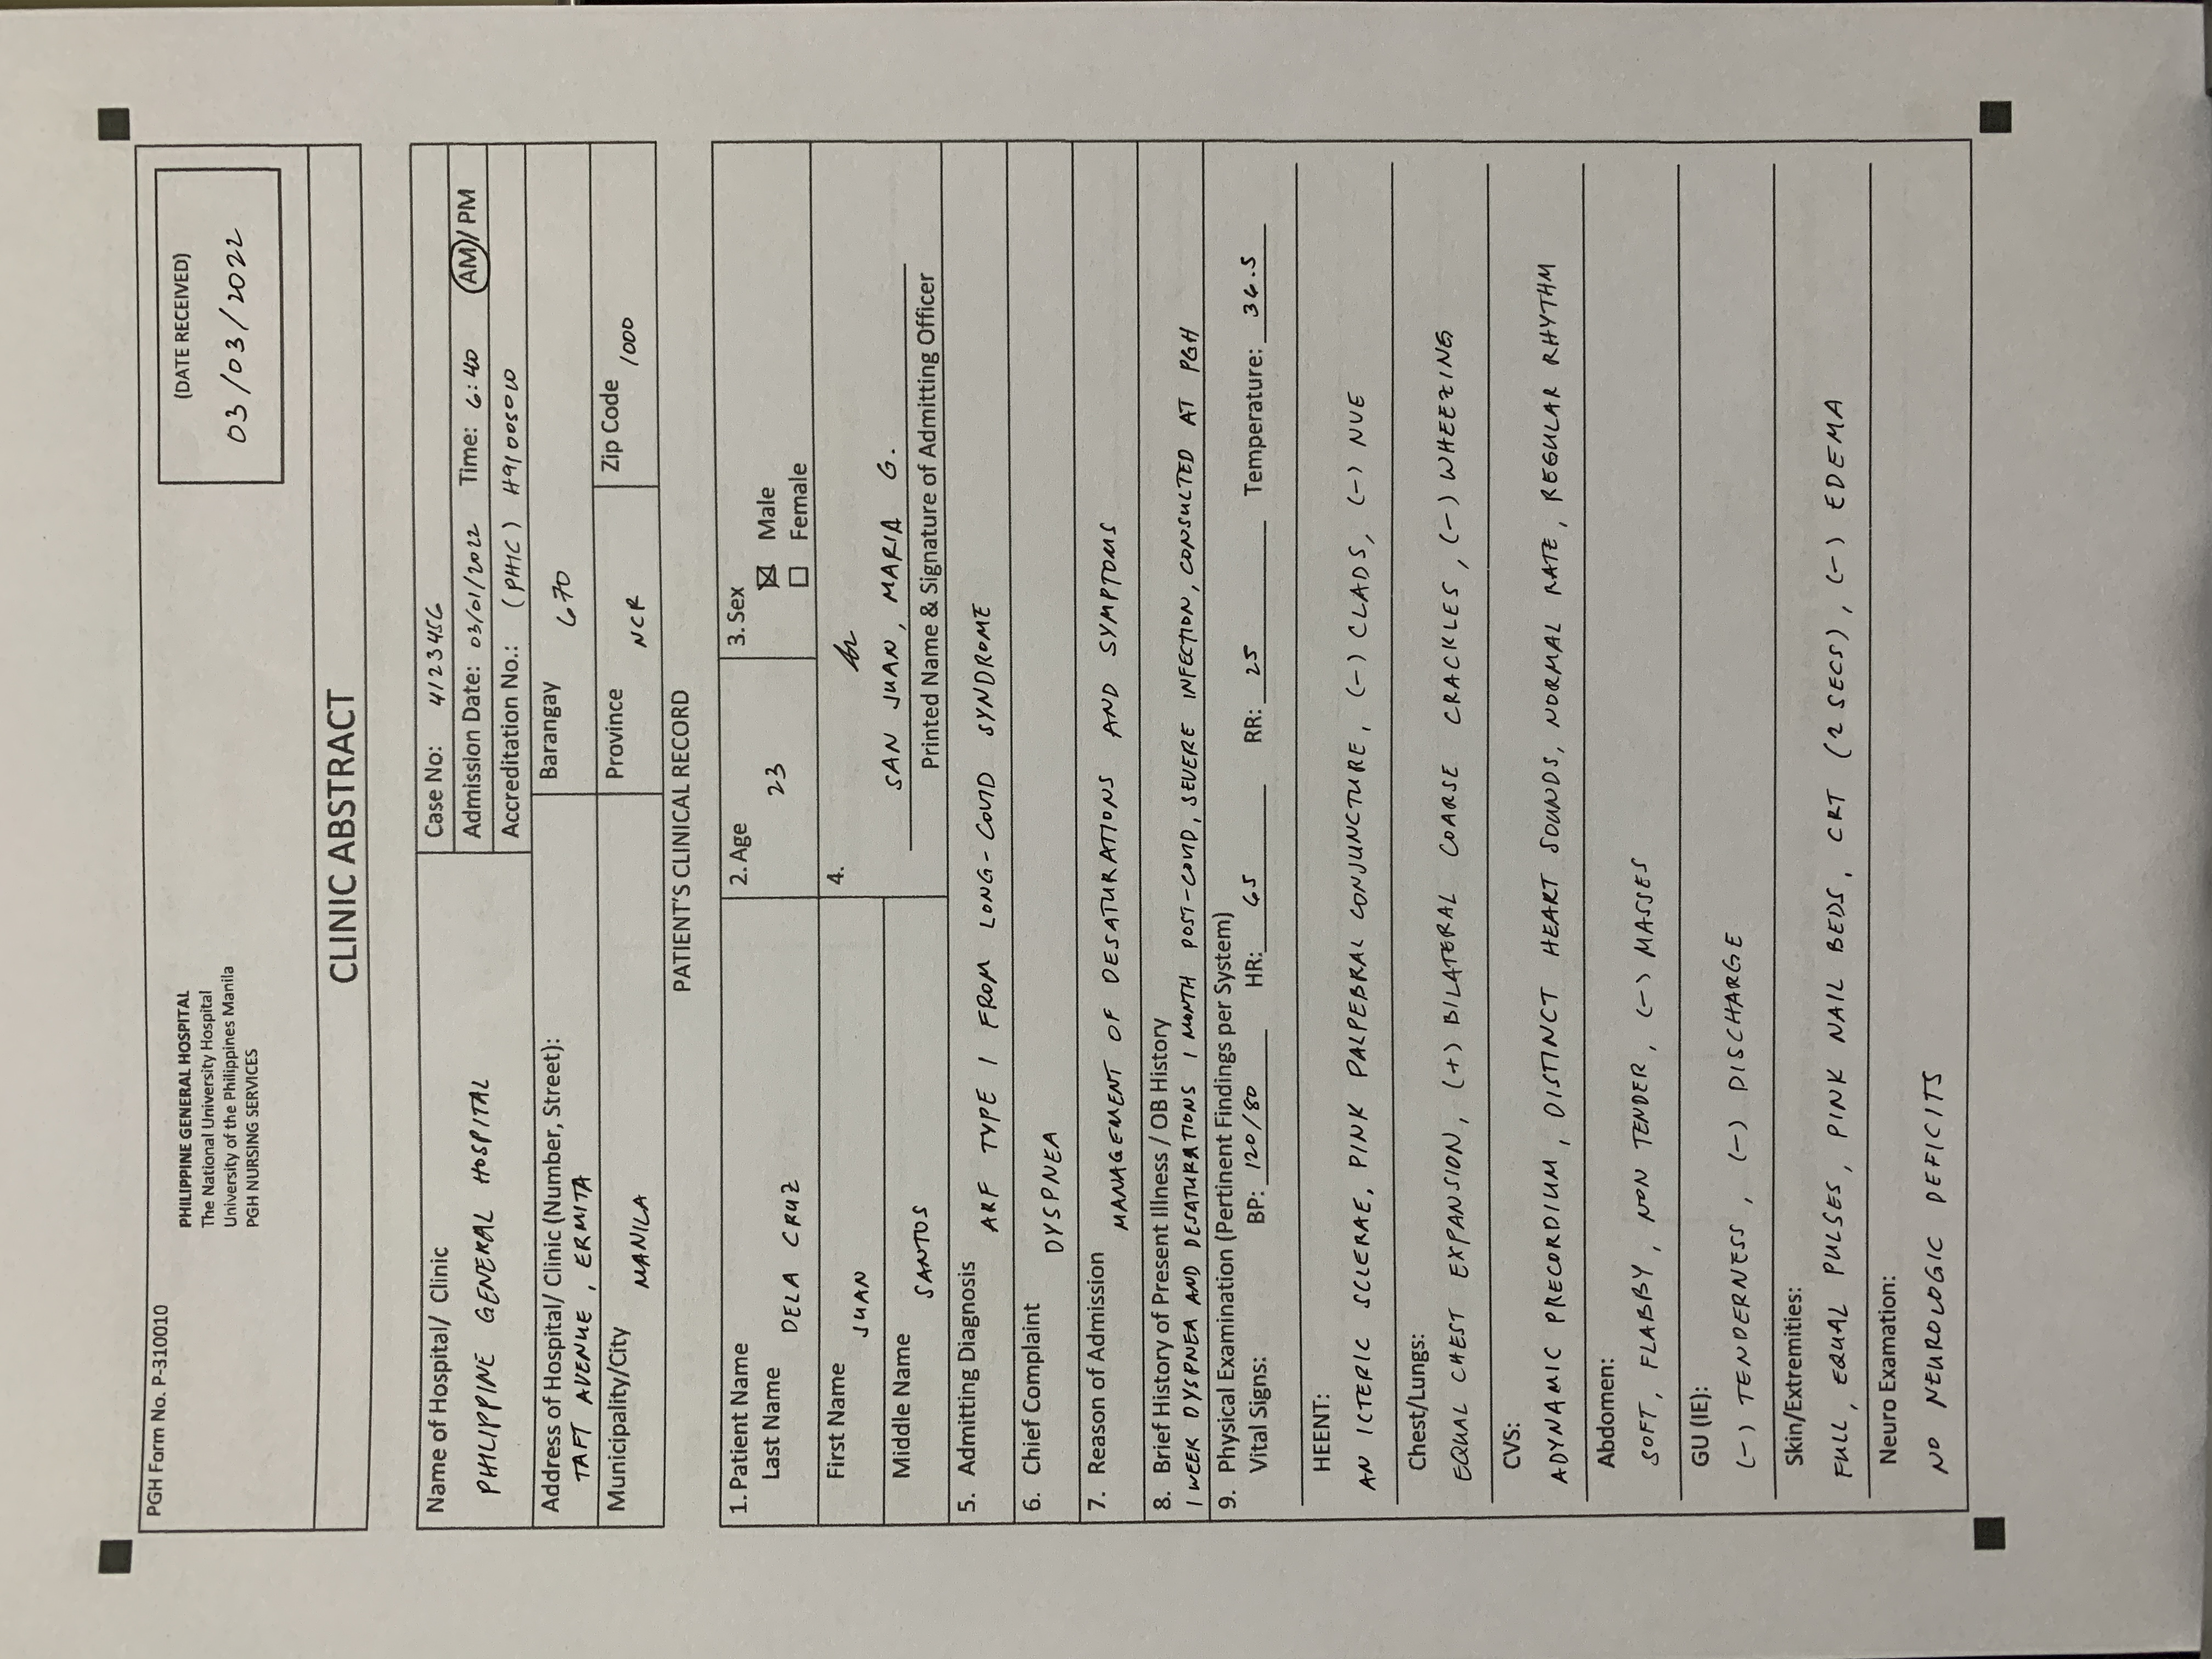 PGH Form No. P-310010
PHILIPPINE GENERAL HOSPITAL
The National University Hospital
University of the Philippines Manila
PGH NURSING SERVICES
(DATE RECEIVED)
03/03/2022
CLINIC ABSTRACT
Name of Hospital/ Clinic
PHILIPPINE GENERAL HOSPITAL
Case No: 4123456
Admission Date: 03/01/2022 Time: 6:40 AM/ PM
Accreditation No.: (PHIC) H91005010
Address of Hospital/ Clinic (Number, Street):
TAFT AVENUE, ERMITA
Barangay 670
Municipality/City
MANILA
Province
NCR
Zip Code
1000
PATIENT'S CLINICAL RECORD
1. Patient Name
Last Name DELA CRUZ
2. Age
23
3. Sex
Male
Female
First Name
JUAN
Middle Name
SANTOS
4.
SAN JUAN, MARIA G.
Printed Name & Signature of Admitting Officer
5. Admitting Diagnosis ARF TYPE 1 FROM LONG-COVID SYNDROME
6. Chief Complaint DYSPNEA
7. Reason of Admission MANAGEMENT OF DESATURATIONS AND SYMPTOMS
8. Brief History of Present Illness / OB History
1 WEEK DYSPNEA AND DESATURATIONS 1 MONTH POST-COVID, SEVERE INFECTION, CONSULTED AT PGH
9. Physical Examination (Pertinent Findings per System)
Vital Signs: BP: 120/80 HR: 65 RR: 25 Temperature: 36.5
HEENT:
AN ICTERIC SCLERAE, PINK PALPEBRAL CONJUNCTURE, (-) CLADS, (-) NUE
Chest/Lungs:
EQUAL CHEST EXPANSION, (+) BILATERAL COARSE CRACKLES, (-) WHEEZING
CVS:
ADYNAMIC PRECORDIUM, DISTINCT HEART SOUNDS, NORMAL RATE, REGULAR RHYTHM
Abdomen:
SOFT, FLABBY, NON TENDER, (-) MASSES
GU (IE):
(-) TENDERNESS, (-) DISCHARGE
Skin/Extremities:
FULL, EQUAL PULSES, PINK NAIL BEDS, CRT (2 SECS), (-) EDEMA
Neuro Examation:
NO NEUROLOGIC DEFICITS